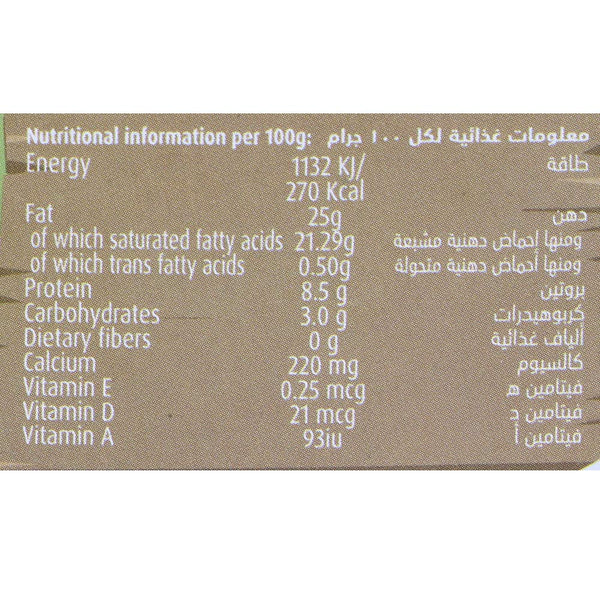 Nutritional information per 100g: معلومات غذائية لكل ١٠٠ جرام
Energy 1132 KJ/ طاقة
270 Kcal
Fat 25g دهن
of which saturated fatty acids 21.29g ومنها احماض دهنية مشبعة
of which trans fatty acids 0.50g ومنها أحماض دهنية متحولة
Protein 8.5 g بروتين
Carbohydrates 3.0 g كربوهيدرات
Dietary fibers 0 g ألياف غذائية
Calcium 220 mg كالسيوم
Vitamin E 0.25 mcg فيتامين ه
Vitamin D 21 mcg فيتامين د
Vitamin A 93iu فيتامين أ